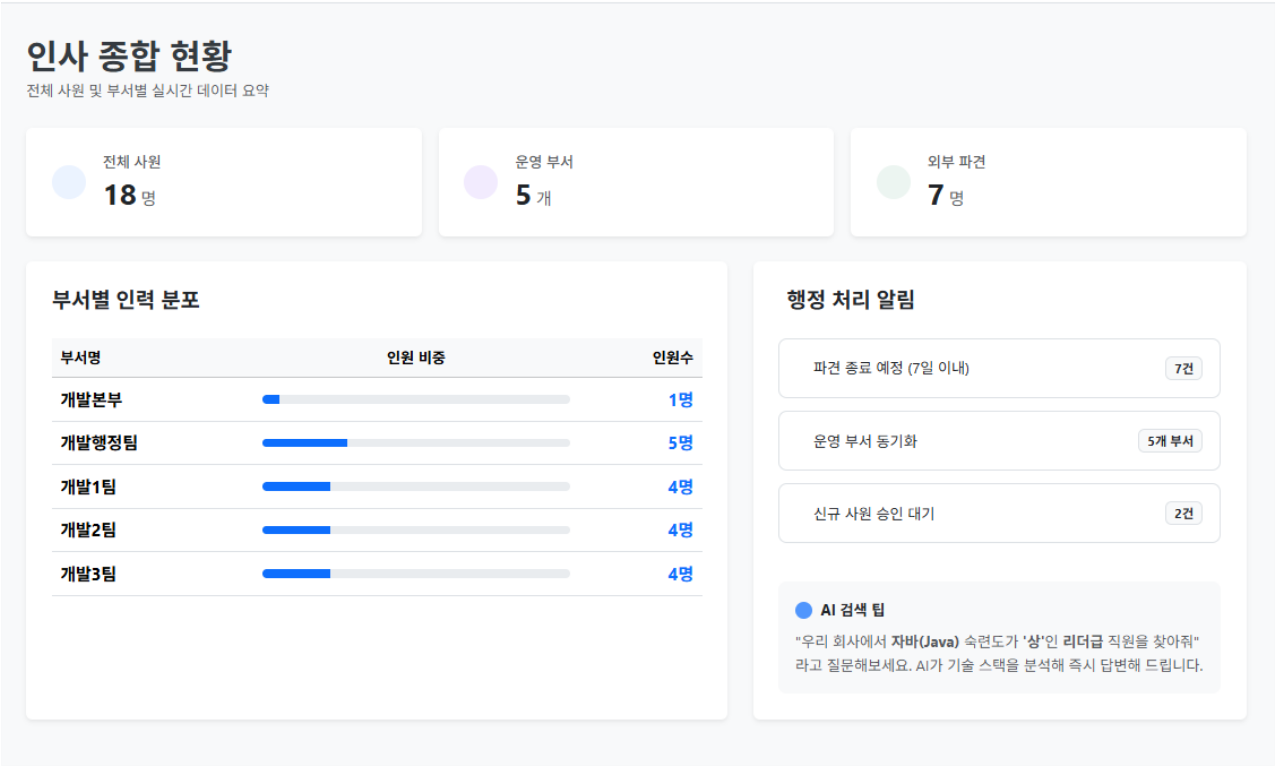 인사 종합 현황
전체 사원 및 부서별 실시간 데이터 요약
전체 사원
18 명
운영 부서
5 개
외부 파견
7 명
부서별 인력 분포
부서명 인원 비중 인원수
개발본부 1명
개발행정팀 5명
개발1팀 4명
개발2팀 4명
개발3팀 4명
행정 처리 알림
파견 종료 예정 (7일 이내) 7건
운영 부서 동기화 5개 부서
신규 사원 승인 대기 2건
AI 검색 팁
"우리 회사에서 자바(Java) 숙련도가 '상'인 리더급 직원을 찾아줘"
라고 질문해보세요. AI가 기술 스택을 분석해 즉시 답변해 드립니다.